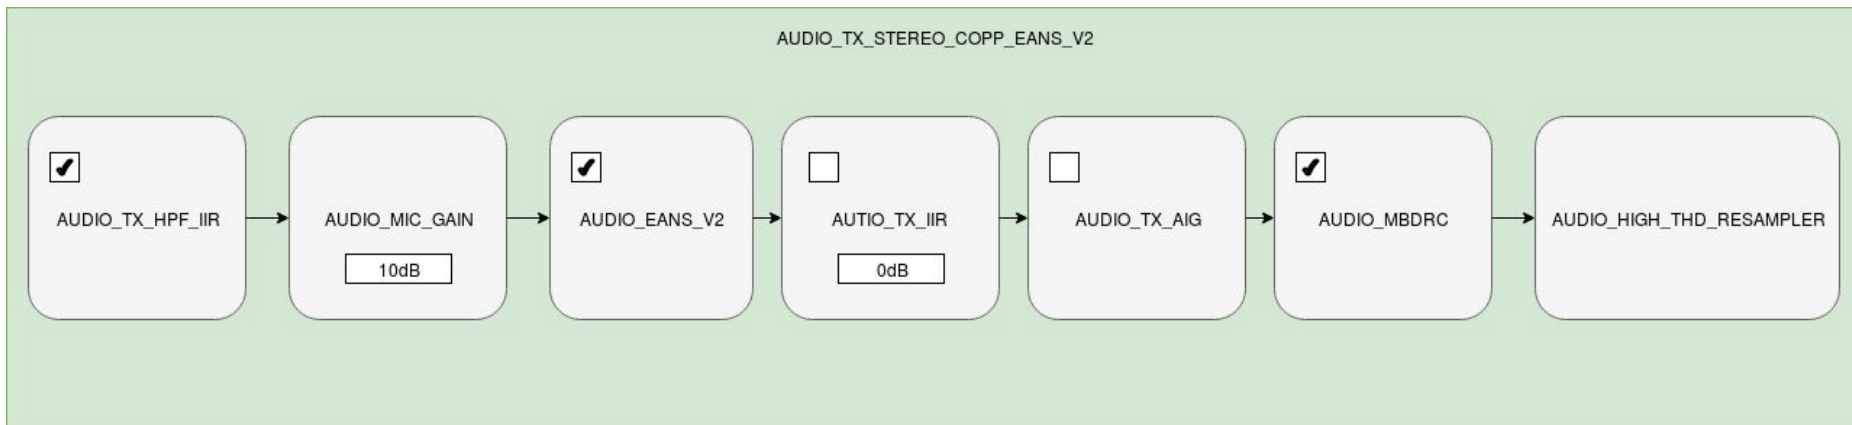 AUDIO_TX_STEREO_COPP_EANS_V2
AUDIO_TX_HPF_IIR
AUDIO_MIC_GAIN
10dB
AUDIO_EANS_V2
AUTIO_TX_IIR
0dB
AUDIO_TX_AIG
AUDIO_MBDRC
AUDIO_HIGH_THD_RESAMPLER